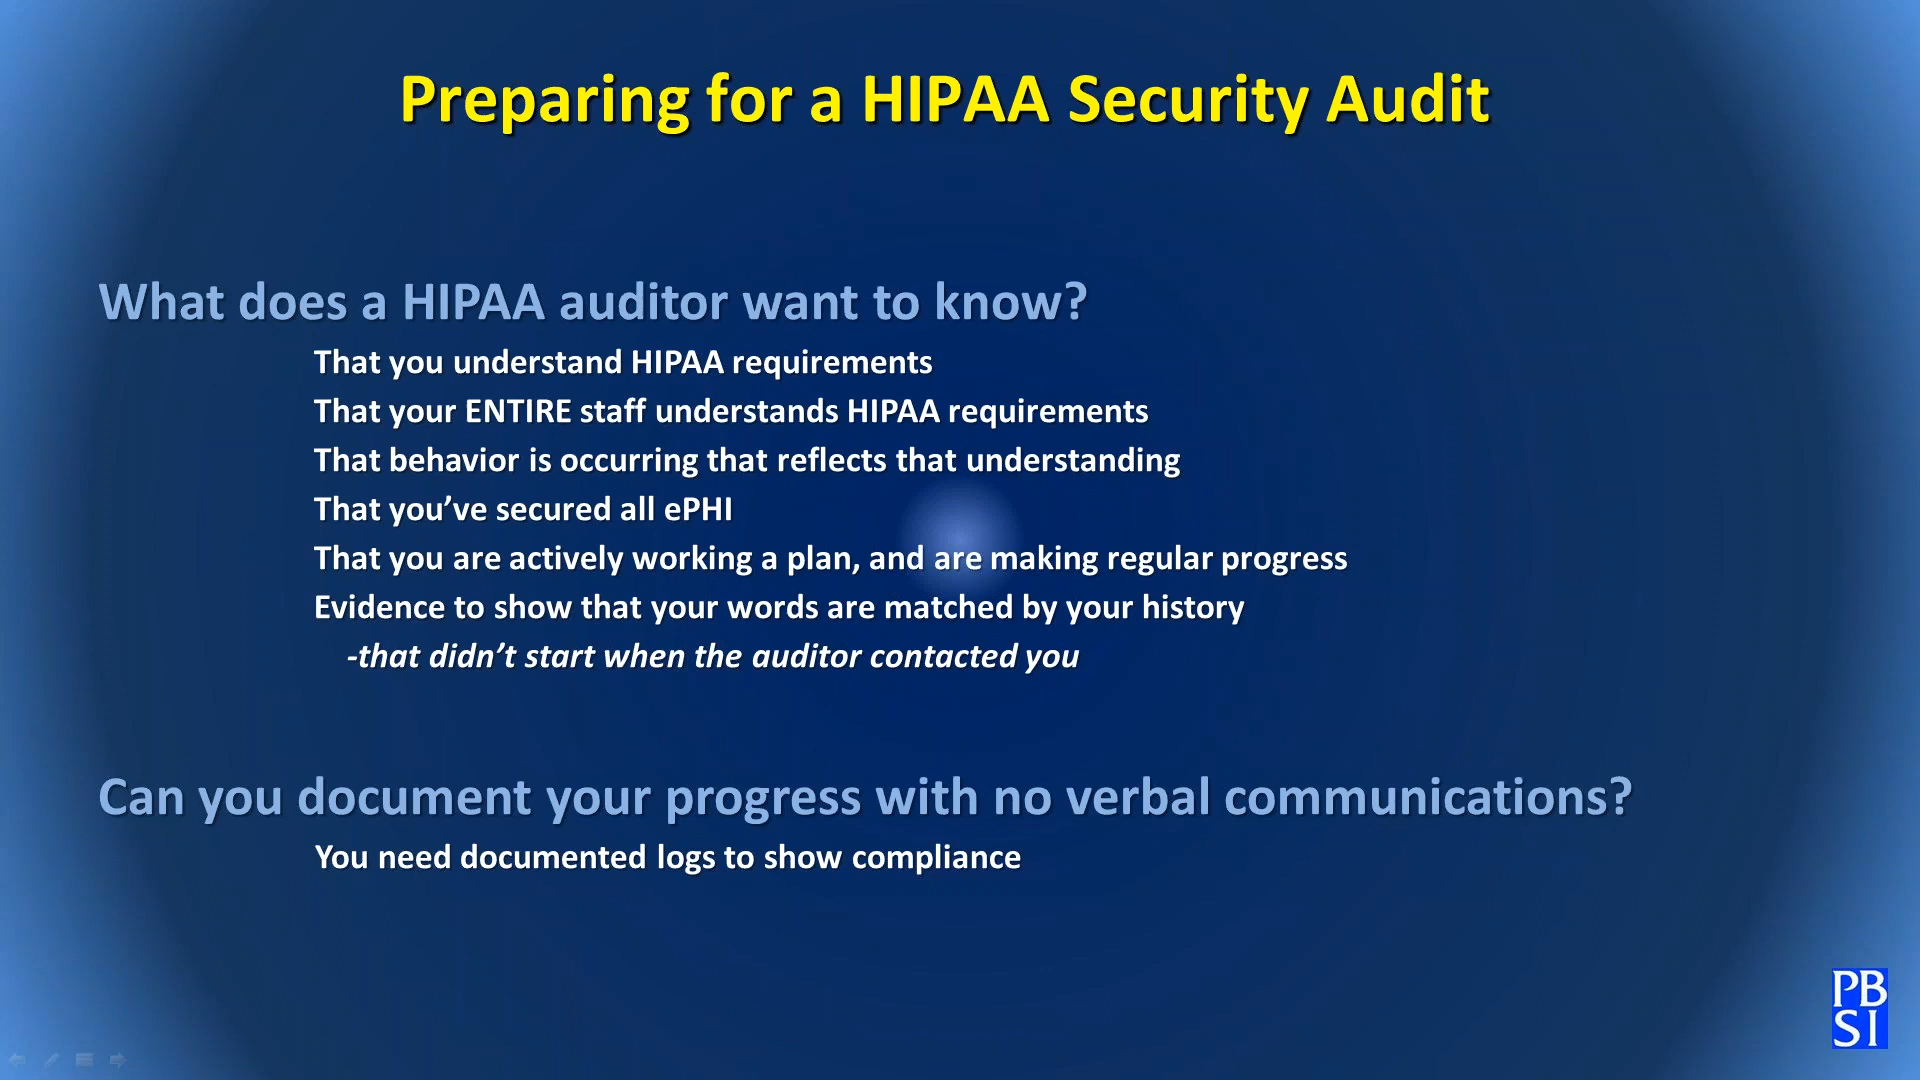 Preparing for a HIPAA Security Audit
What does a HIPAA auditor want to know?
That you understand HIPAA requirements
That your ENTIRE staff understands HIPAA requirements
That behavior is occurring that reflects that understanding
That you’ve secured all ePHI
That you are actively working a plan, and are making regular progress
Evidence to show that your words are matched by your history
-that didn’t start when the auditor contacted you
Can you document your progress with no verbal communications?
You need documented logs to show compliance
PB
SI